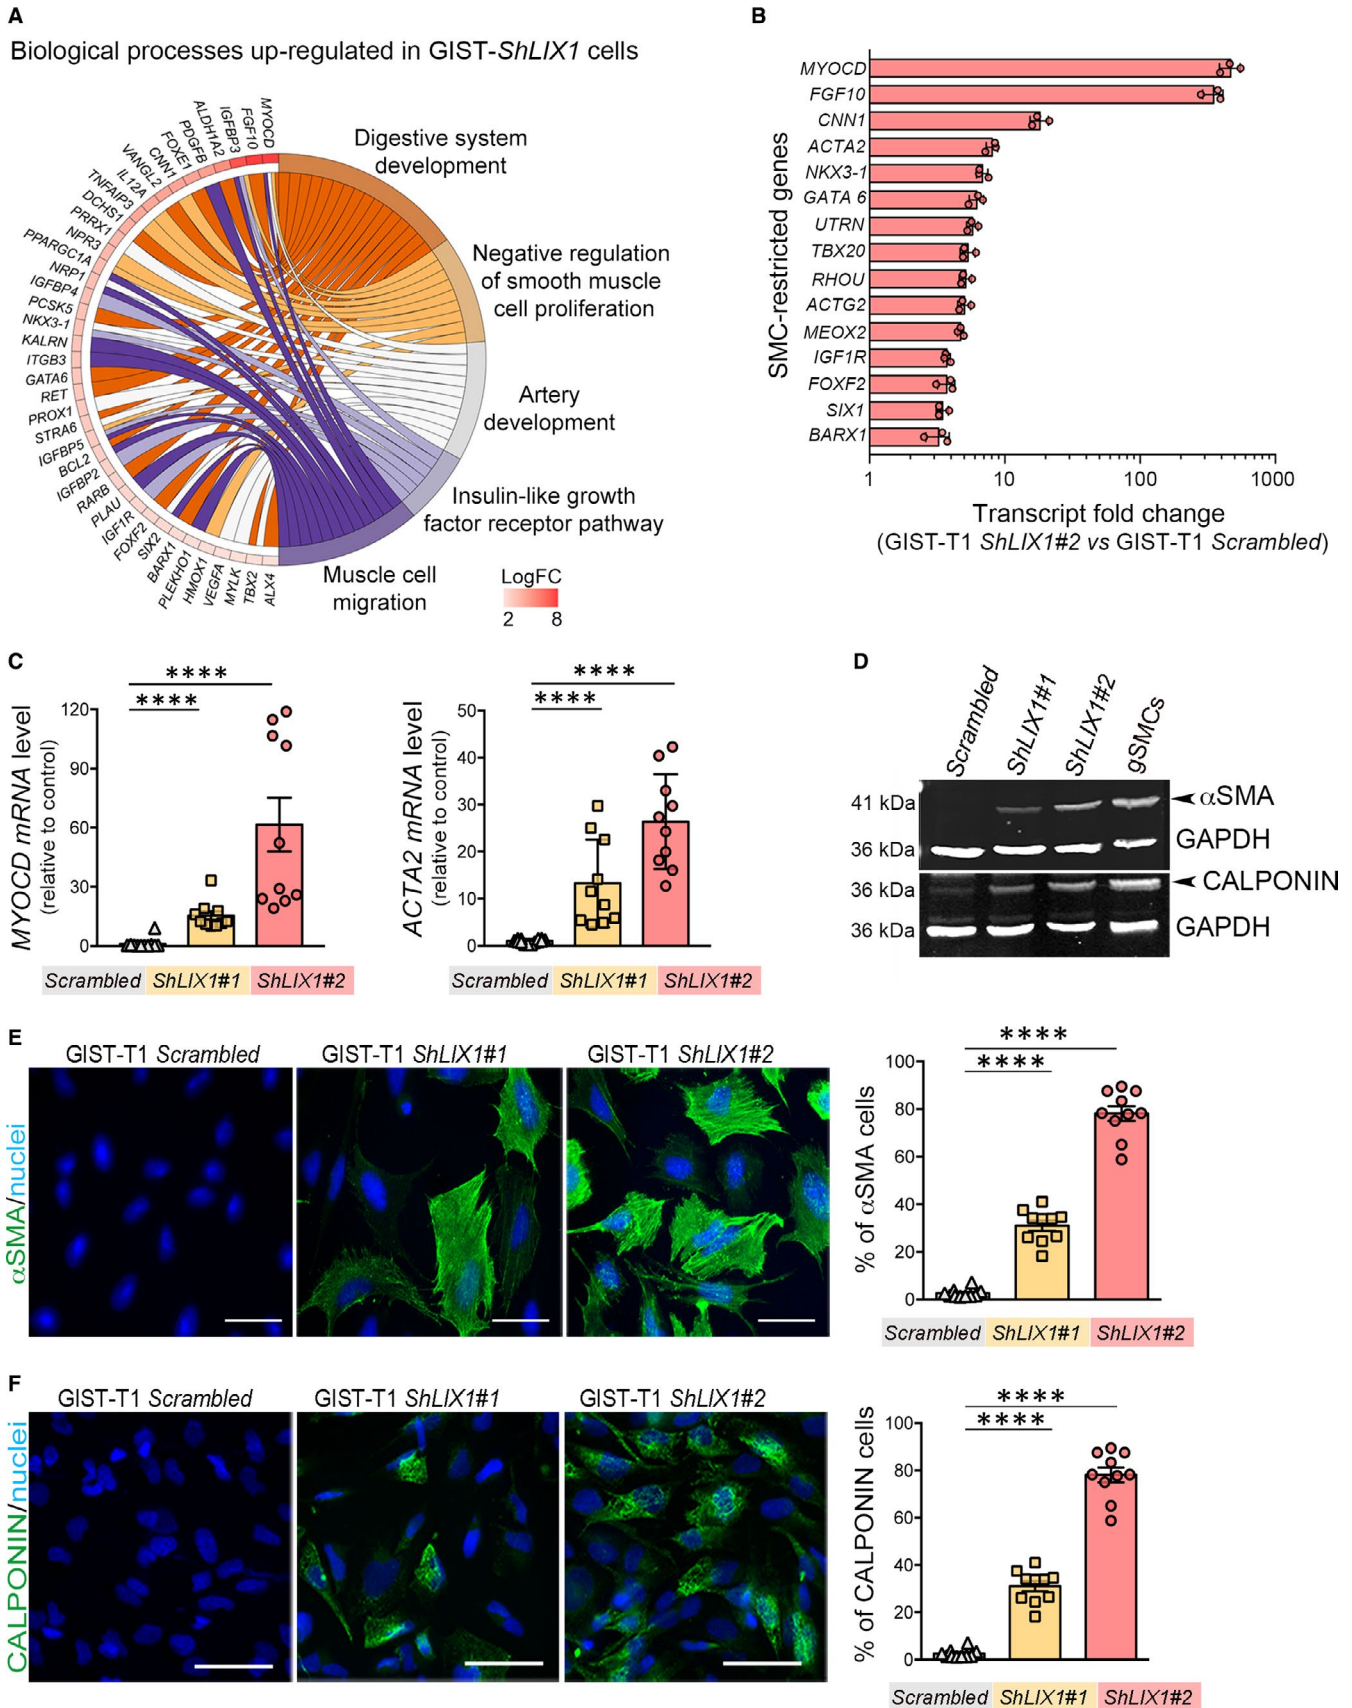 A
Biological processes up-regulated in GIST-ShLIX1 cells
MYOCD
FGF10
IGFBP3
ALDH1A2
PDGFB
FOXE1
CNN1
VANGL2
IL12A
TNFAIP3
DCHS1
PRRX1
NPR3
PPARGC1A
NRP1
IGFBP4
PCSK5
NKX3-1
KALRN
ITGB3
GATA6
RET
PROX1
STRA6
IGFBP5
BCL2
IGFBP2
RARB
PLAU
IGF1R
FOXF2
SIX2
BARX1
PLEKHO1
HMOX1
VEGFA
MYLK
TBX2
ALX4
Digestive system
development
Negative regulation
of smooth muscle
cell proliferation
Artery
development
Insulin-like growth
factor receptor pathway
Muscle cell
migration
LogFC
2 8
B
SMC-restricted genes
MYOCD
FGF10
CNN1
ACTA2
NKX3-1
GATA 6
UTRN
TBX20
RHOU
ACTG2
MEOX2
IGF1R
FOXF2
SIX1
BARX1
1 10 100 1000
Transcript fold change
(GIST-T1 ShLIX1#2 vs GIST-T1 Scrambled)
C
MYOCD mRNA level
(relative to control)
120
90
60
30
0
****
****
Scrambled ShLIX1#1 ShLIX1#2
ACTA2 mRNA level
(relative to control)
50
40
30
20
10
0
****
****
Scrambled ShLIX1#1 ShLIX1#2
D
Scrambled
ShLIX1#1
ShLIX1#2
gSMCs
41 kDa αSMA
36 kDa GAPDH
36 kDa CALPONIN
36 kDa GAPDH
E
GIST-T1 Scrambled GIST-T1 ShLIX1#1 GIST-T1 ShLIX1#2
αSMA/nuclei
% of αSMA cells
100
80
60
40
20
0
****
****
Scrambled ShLIX1#1 ShLIX1#2
F
GIST-T1 Scrambled GIST-T1 ShLIX1#1 GIST-T1 ShLIX1#2
CALPONIN/nuclei
% of CALPONIN cells
100
80
60
40
20
0
****
****
Scrambled ShLIX1#1 ShLIX1#2